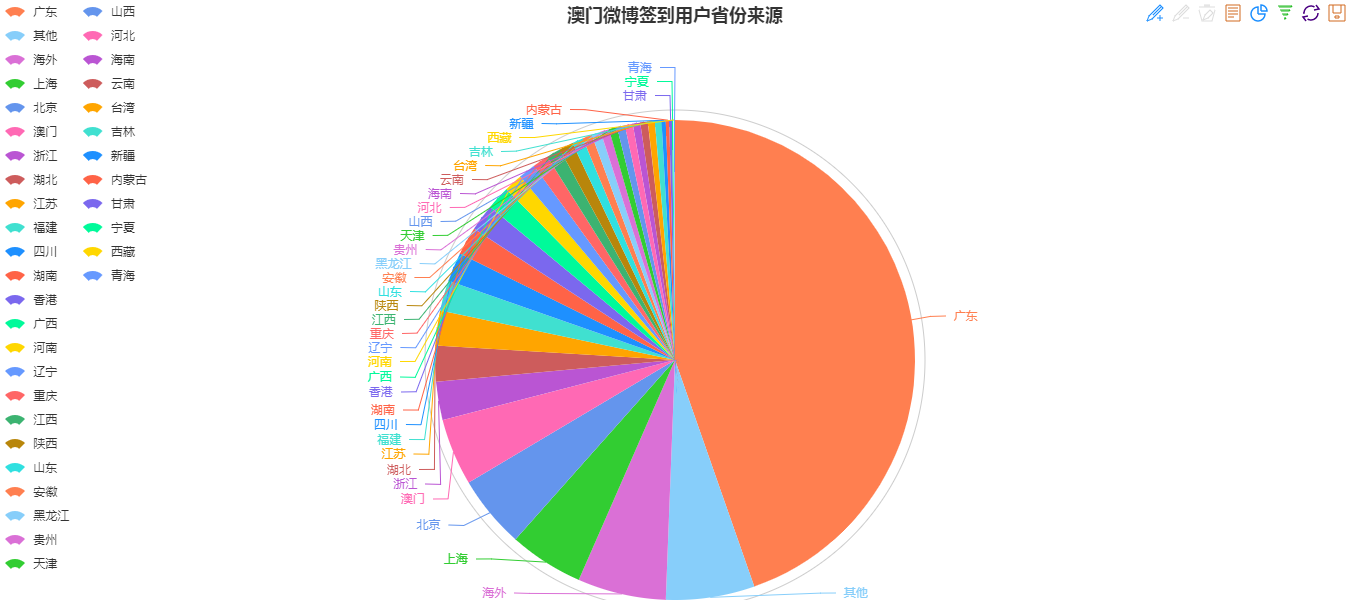 澳门微博签到用户省份来源
广东
其他
海外
上海
北京
澳门
浙江
湖北
江苏
福建
四川
湖南
香港
广西
河南
辽宁
重庆
江西
陕西
山东
安徽
黑龙江
贵州
天津
山西
河北
海南
云南
台湾
吉林
新疆
内蒙古
甘肃
宁夏
西藏
青海
青海
宁夏
甘肃
内蒙古
新疆
西藏
吉林
台湾
云南
海南
河北
山西
天津
贵州
黑龙江
安徽
山东
陕西
江西
重庆
辽宁
河南
广西
香港
湖南
四川
福建
江苏
湖北
浙江
澳门
北京
上海
海外
广东
其他